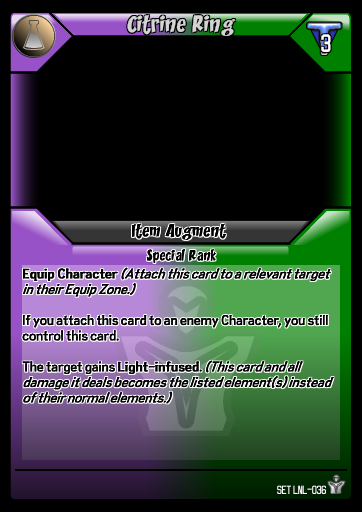 Citrine Ring
3
Item Augment
Special Rank
Equip Character (Attach this card to a relevant target
in their Equip Zone.)
If you attach this card to an enemy Character, you still
control this card.
The target gains Light-infused. (This card and all
damage it deals becomes the listed element(s) instead
of their normal elements.)
SET LNL-036